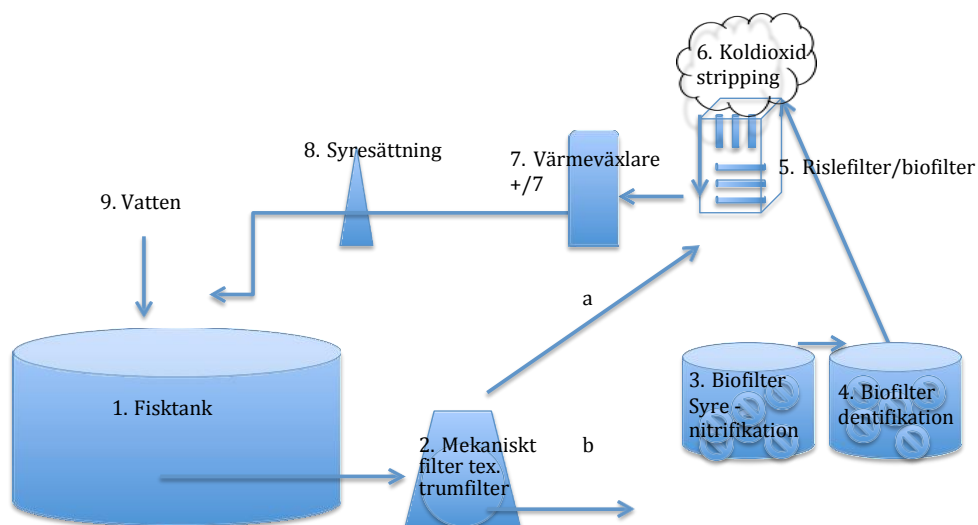 6. Koldioxid
stripping
8. Syresättning
7. Värmeväxlare
+/7
5. Rislefilter/biofilter
9. Vatten
a
1. Fisktank
3. Biofilter
Syre -
nitrifikation
4. Biofilter
dentifikation
2. Mekaniskt
filter tex.
trumfilter
b